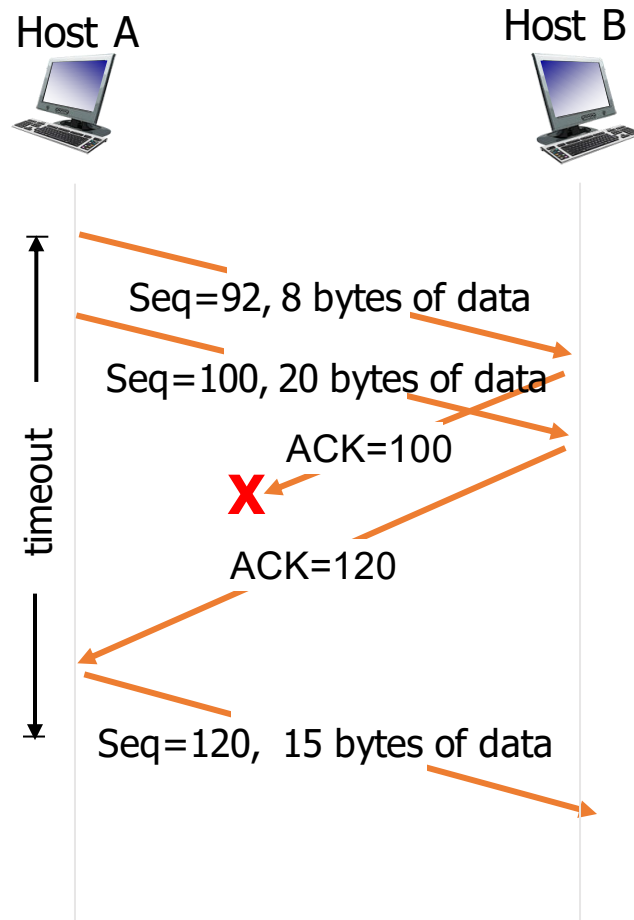 Host A
Host B
Seq=92, 8 bytes of data
Seq=100, 20 bytes of data
ACK=100
X
timeout
ACK=120
Seq=120, 15 bytes of data